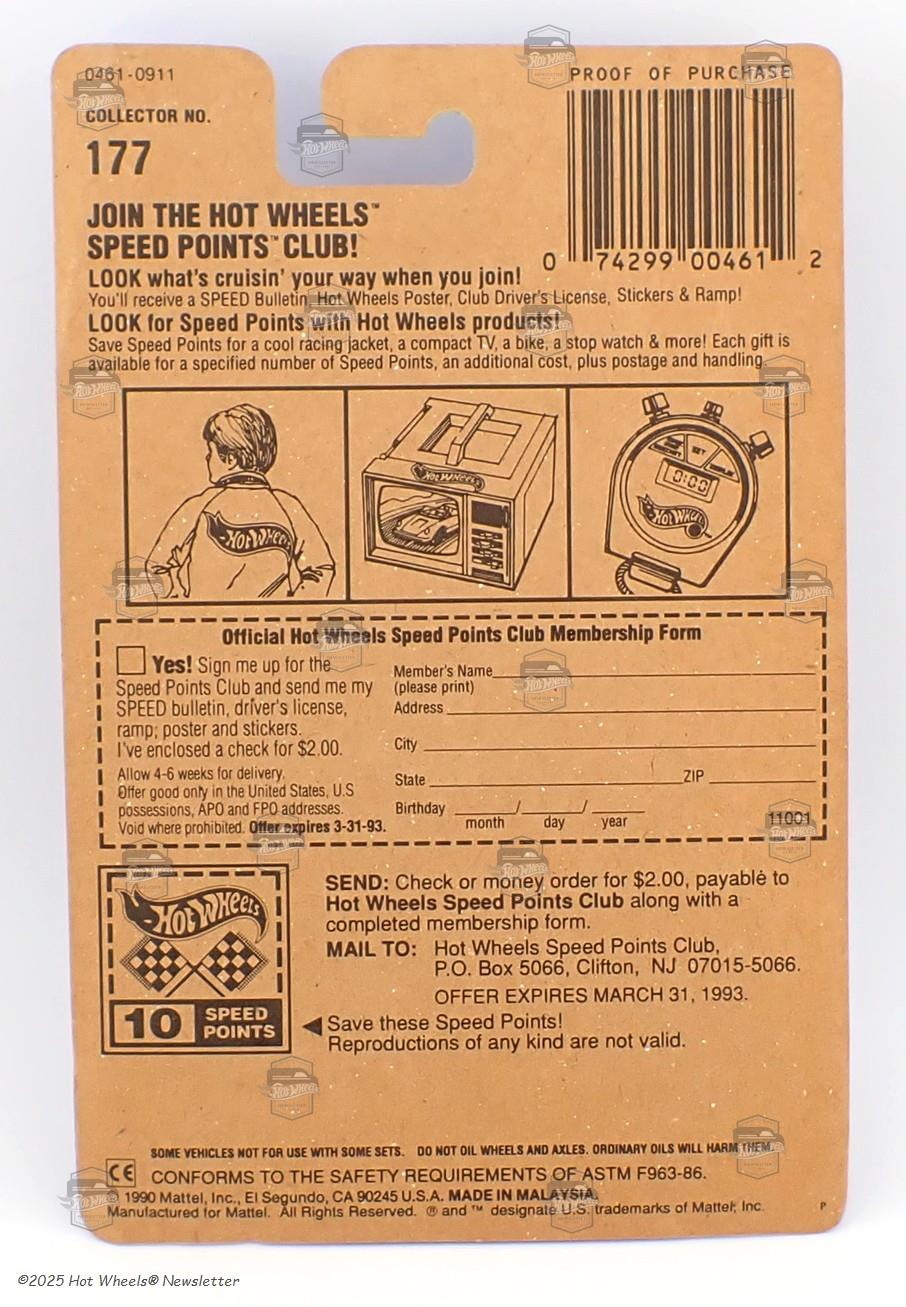 0461-0911
PROOF OF PURCHASE
COLLECTOR NO.
177
0 74299 00461 2
JOIN THE HOT WHEELS™
SPEED POINTS™ CLUB!
LOOK what's cruisin' your way when you join!
You'll receive a SPEED Bulletin, Hot Wheels Poster, Club Driver's License, Stickers & Ramp!
LOOK for Speed Points with Hot Wheels products!
Save Speed Points for a cool racing jacket, a compact TV, a bike, a stop watch & more! Each gift is
available for a specified number of Speed Points, an additional cost, plus postage and handling.
HOT WHEELS
HOT WHEELS
SET
0:00
HOT WHEELS
Official Hot Wheels Speed Points Club Membership Form
Yes! Sign me up for the
Speed Points Club and send me my
SPEED bulletin, driver's license,
ramp, poster and stickers.
I've enclosed a check for $2.00.
Allow 4-6 weeks for delivery.
Offer good only in the United States, U.S
possessions, APO and FPO addresses.
Void where prohibited. Offer expires 3-31-93.
Member's Name
(please print)
Address
City
State ZIP
Birthday / /
month day year
11001
HOT WHEELS
10 SPEED
POINTS
SEND: Check or money order for $2.00, payable to
Hot Wheels Speed Points Club along with a
completed membership form.
MAIL TO: Hot Wheels Speed Points Club,
P.O. Box 5066, Clifton, NJ 07015-5066.
OFFER EXPIRES MARCH 31, 1993.
Save these Speed Points!
Reproductions of any kind are not valid.
SOME VEHICLES NOT FOR USE WITH SOME SETS. DO NOT OIL WHEELS AND AXLES. ORDINARY OILS WILL HARM THEM.
CE CONFORMS TO THE SAFETY REQUIREMENTS OF ASTM F963-86.
© 1990 Mattel, Inc., El Segundo, CA 90245 U.S.A. MADE IN MALAYSIA.
Manufactured for Mattel. All Rights Reserved. ® and ™ designate U.S. trademarks of Mattel, Inc.
P
©2025 Hot Wheels® Newsletter